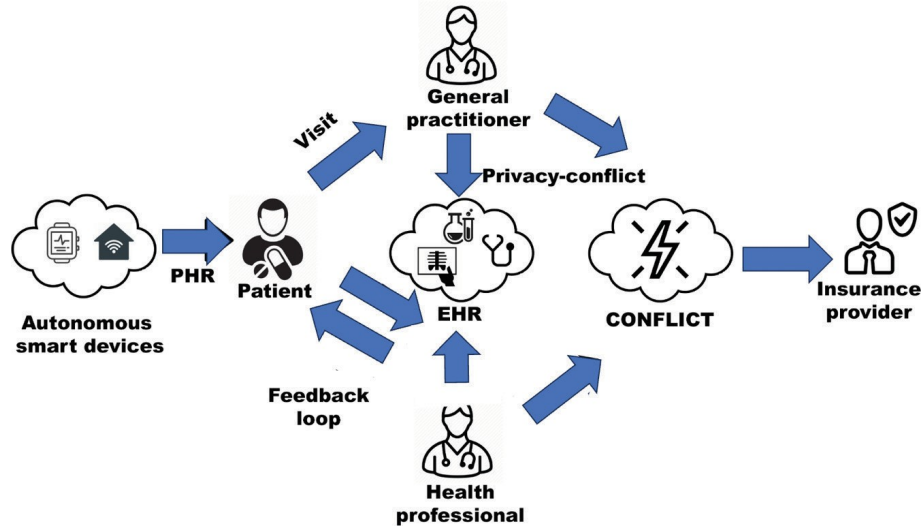 General
practitioner
Visit
Privacy-conflict
PHR
Patient
EHR
CONFLICT
Insurance
provider
Autonomous
smart devices
Feedback
loop
Health
professional